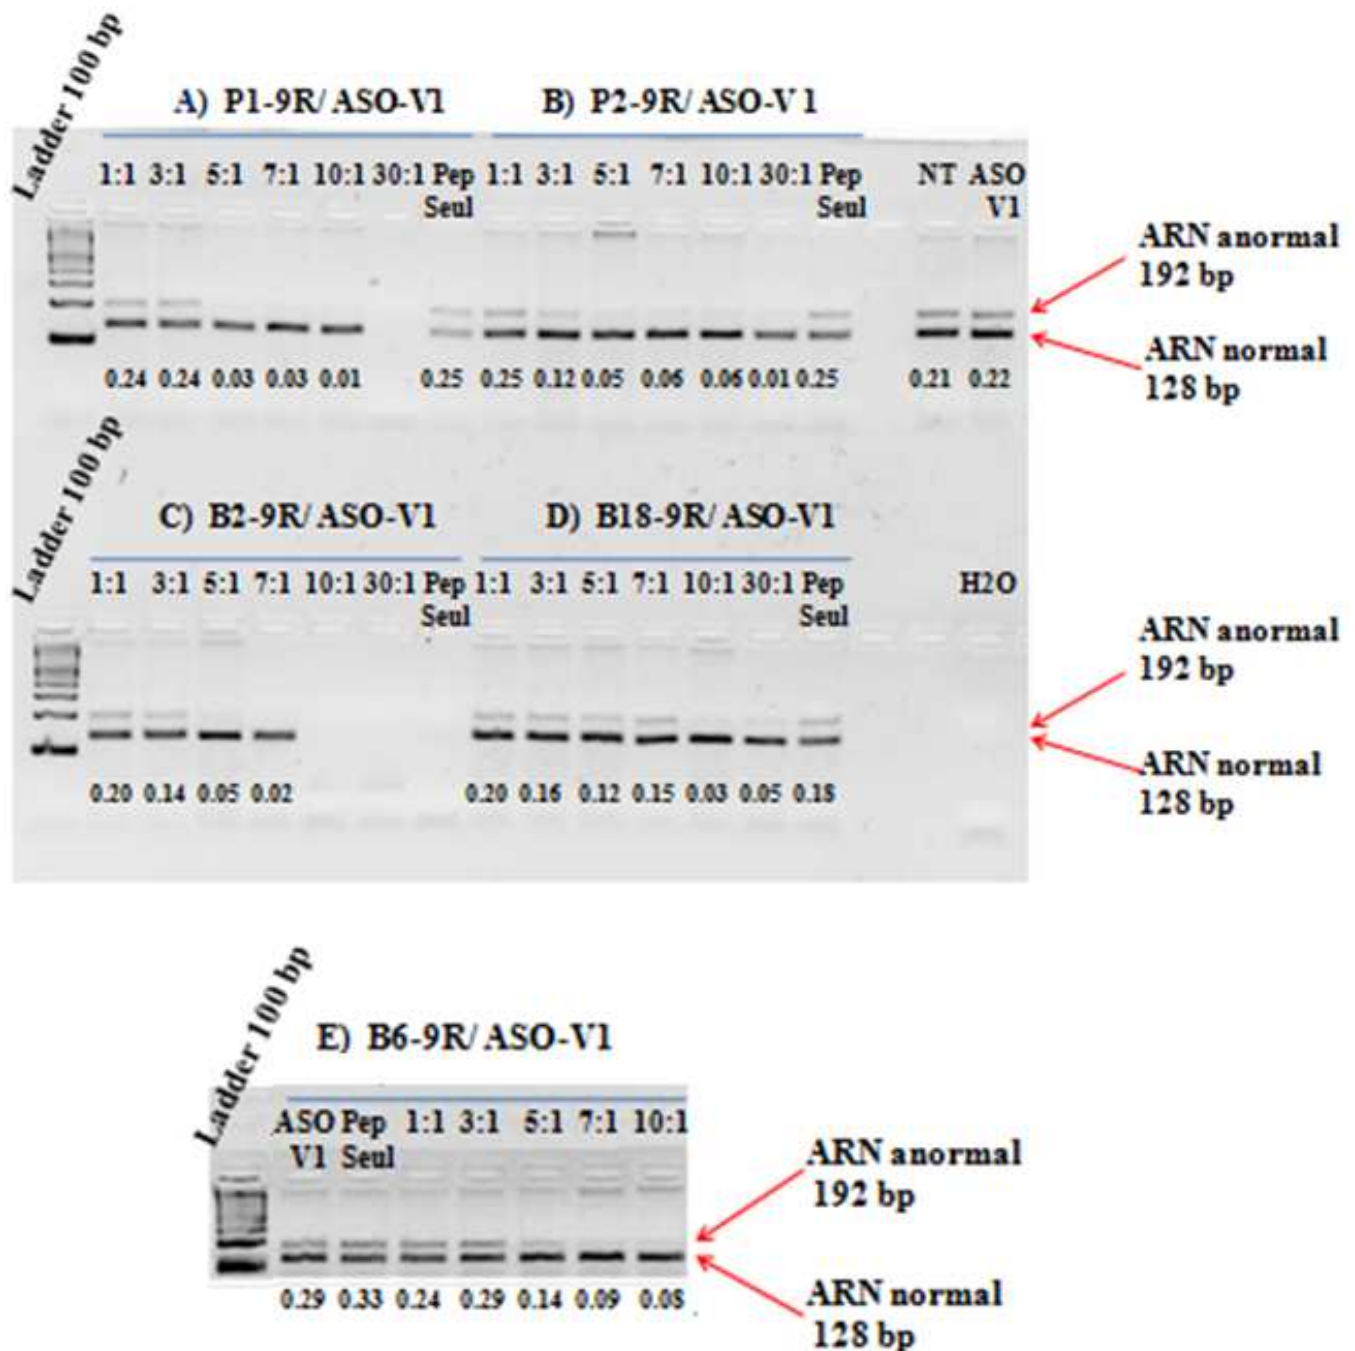 Ladder 100 bp
A) P1-9R/ ASO-V1
B) P2-9R/ ASO-V 1
1:1 3:1 5:1 7:1 10:1 30:1 Pep Seul
1:1 3:1 5:1 7:1 10:1 30:1 Pep Seul
NT ASO V1
ARN anormal
192 bp
ARN normal
128 bp
0.24 0.24 0.03 0.03 0.01 0.25 0.25 0.12 0.05 0.06 0.06 0.01 0.25 0.21 0.22
Ladder 100 bp
C) B2-9R/ ASO-V1
D) B18-9R/ ASO-V1
1:1 3:1 5:1 7:1 10:1 30:1 Pep Seul
1:1 3:1 5:1 7:1 10:1 30:1 Pep Seul
H2O
ARN anormal
192 bp
ARN normal
128 bp
0.20 0.14 0.05 0.02 0.20 0.16 0.12 0.15 0.03 0.05 0.18
Ladder 100 bp
E) B6-9R/ ASO-V1
ASO V1 Pep Seul 1:1 3:1 5:1 7:1 10:1
ARN anormal
192 bp
ARN normal
128 bp
0.29 0.33 0.24 0.29 0.14 0.09 0.08